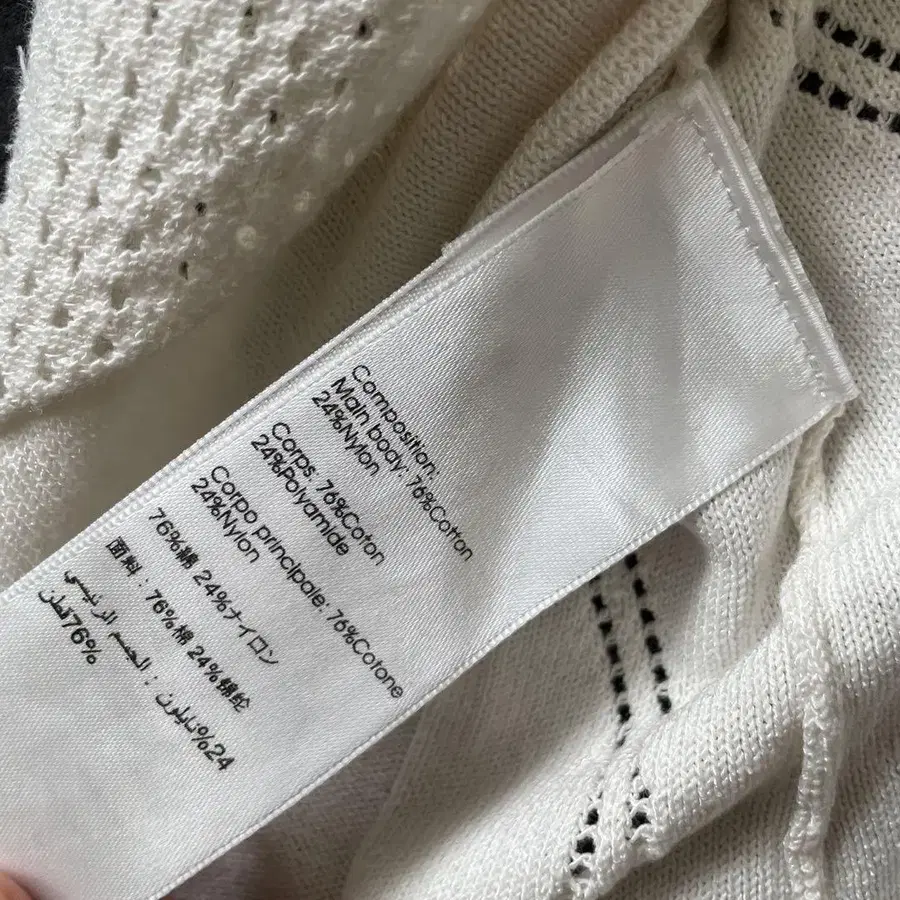 Composition:
Main body: 76%Cotton
24%Nylon
Corps: 76%Coton
24%Polyamide
Corpo principale: 76%Cotone
24%Nylon
76%綿 24%ナイロン
面料：76%棉 24%锦纶
الجسم الرئيسي : نايلون%24
76%قطن